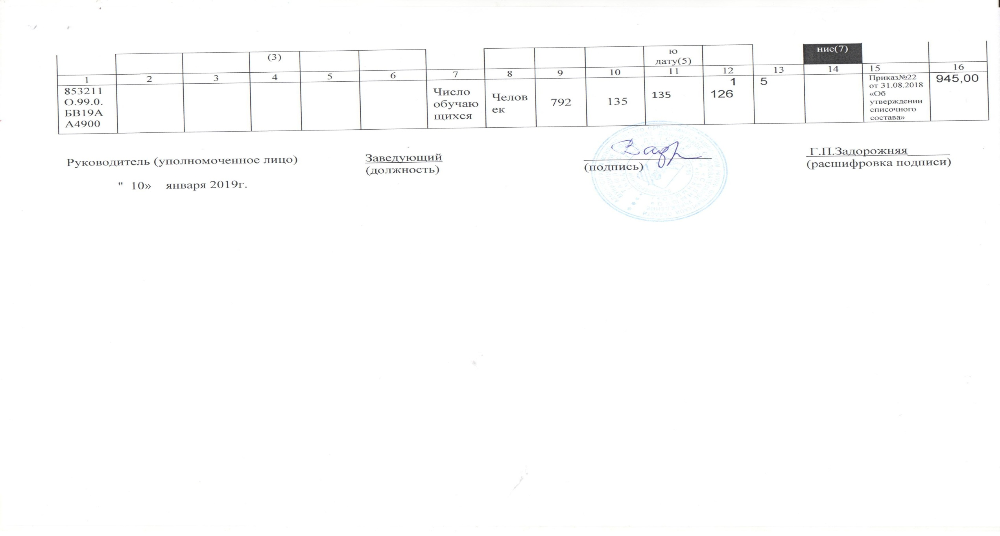 (3)
ю
дату(5)
ние(7)
1 2 3 4 5 6 7 8 9 10 11 12 13 14 15 16
853211
О.99.0.
БВ19А
А4900
Число
обучаю
щихся
Челов
ек
792
135
135
1
126
5
Приказ№22
от 31.08.2018
«Об
утверждении
списочного
состава»
945,00
Руководитель (уполномоченное лицо)
Заведующий
(должность)
(подпись)
Г.П.Задорожняя
(расшифровка подписи)
" 10» января 2019г.